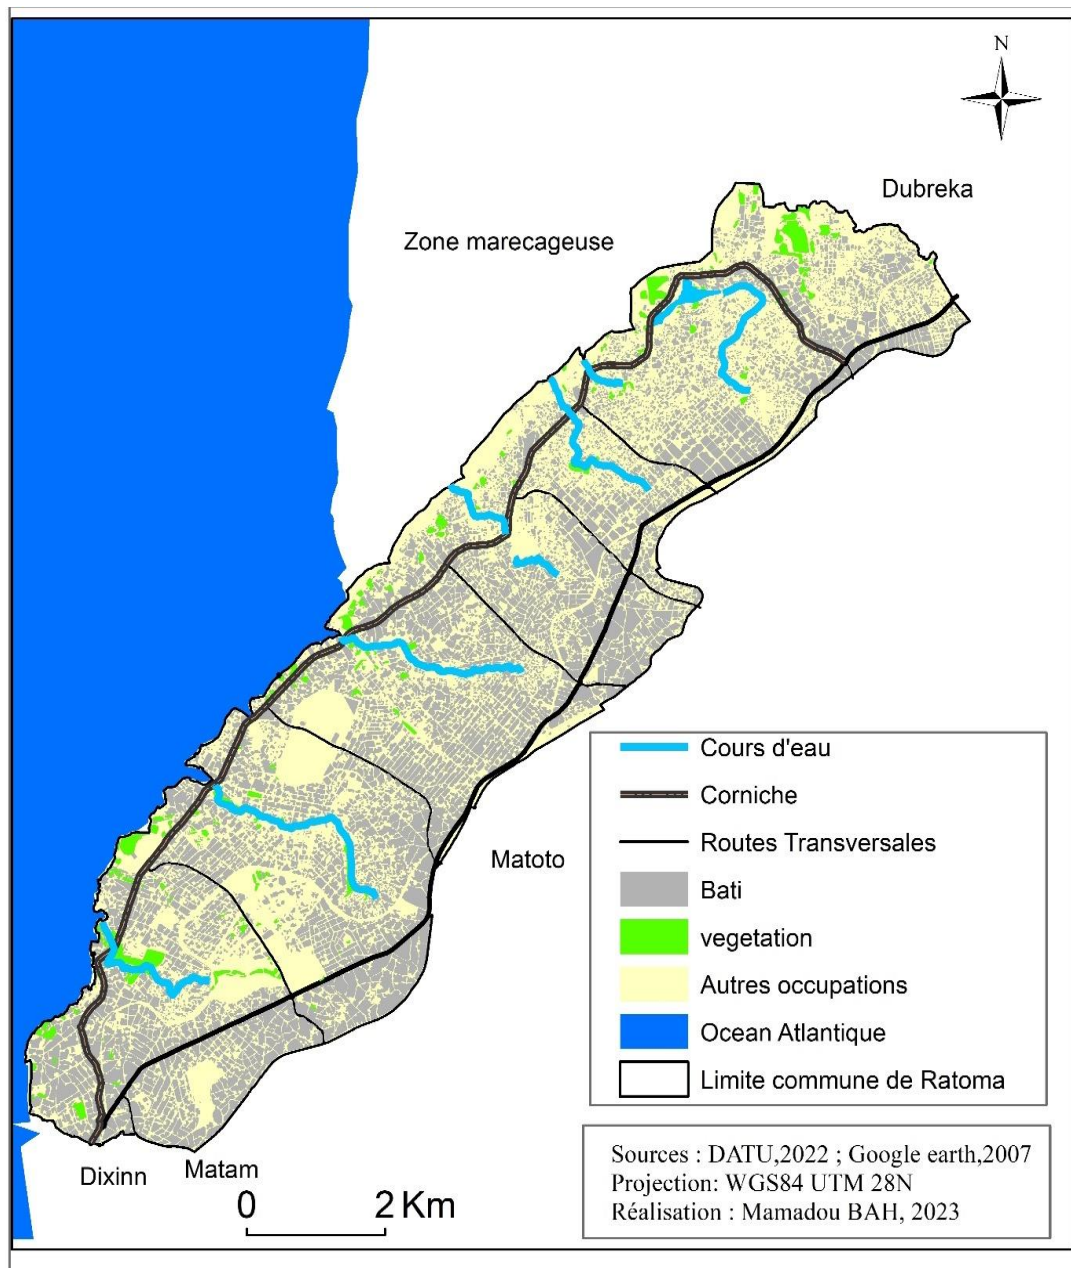 N
Dubreka
Zone marecageuse
Cours d'eau
Corniche
Routes Transversales
Matoto
Bati
vegetation
Autres occupations
Ocean Atlantique
Limite commune de Ratoma
Dixinn
Matam
0 2 Km
Sources : DATU,2022 ; Google earth,2007
Projection: WGS84 UTM 28N
Réalisation : Mamadou BAH, 2023